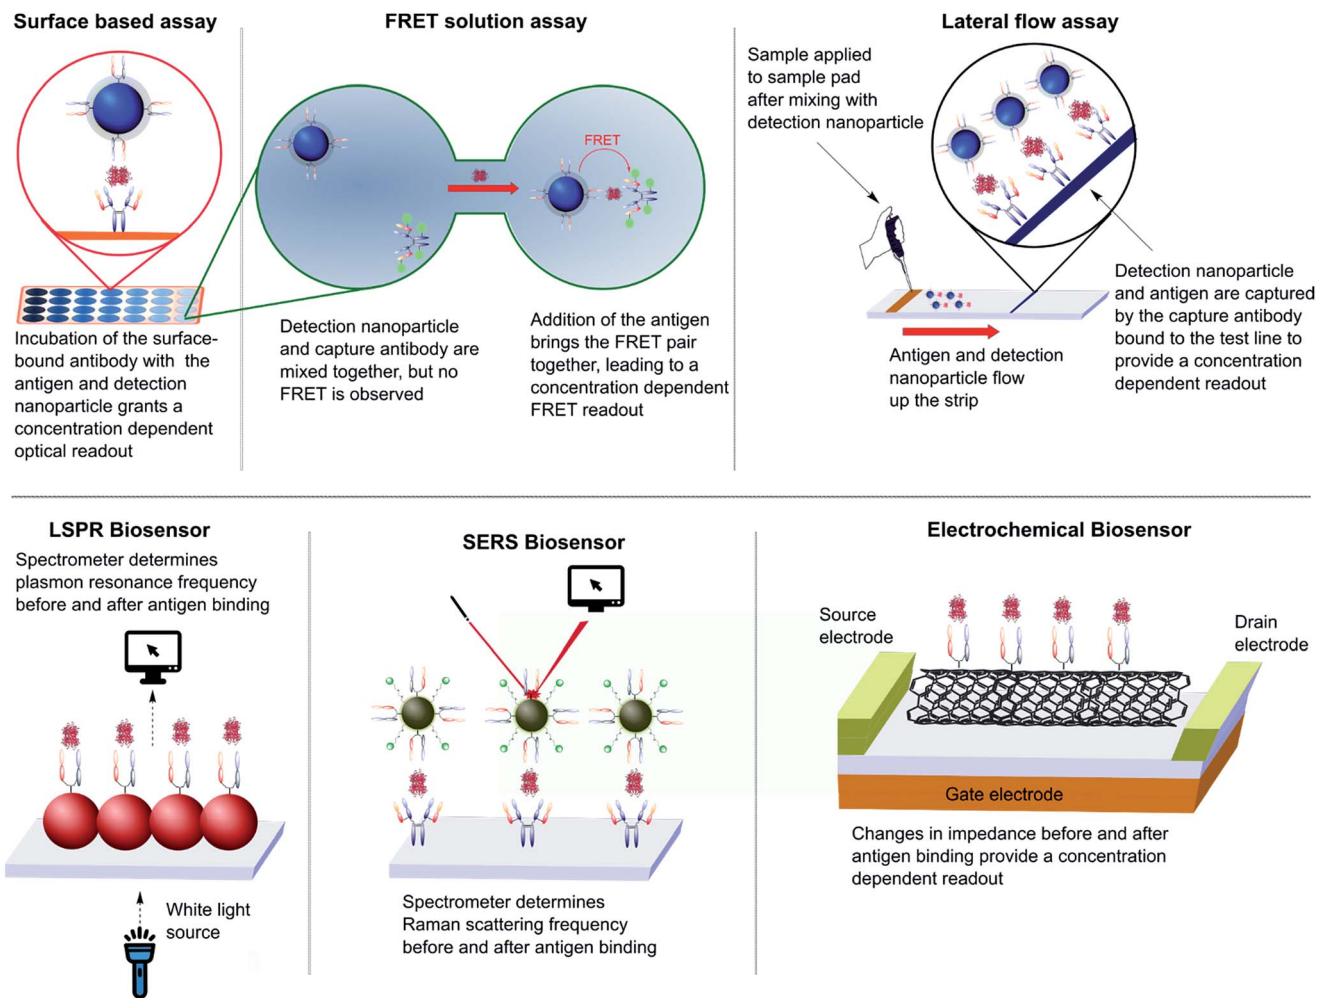 Surface based assay
Incubation of the surface-
bound antibody with the
antigen and detection
nanoparticle grants a
concentration dependent
optical readout
FRET solution assay
FRET
Detection nanoparticle
and capture antibody are
mixed together, but no
FRET is observed
Addition of the antigen
brings the FRET pair
together, leading to a
concentration dependent
FRET readout
Lateral flow assay
Sample applied
to sample pad
after mixing with
detection nanoparticle
Antigen and detection
nanoparticle flow
up the strip
Detection nanoparticle
and antigen are captured
by the capture antibody
bound to the test line to
provide a concentration
dependent readout
LSPR Biosensor
Spectrometer determines
plasmon resonance frequency
before and after antigen binding
White light
source
SERS Biosensor
Spectrometer determines
Raman scattering frequency
before and after antigen binding
Electrochemical Biosensor
Source
electrode
Drain
electrode
Gate electrode
Changes in impedance before and after
antigen binding provide a concentration
dependent readout